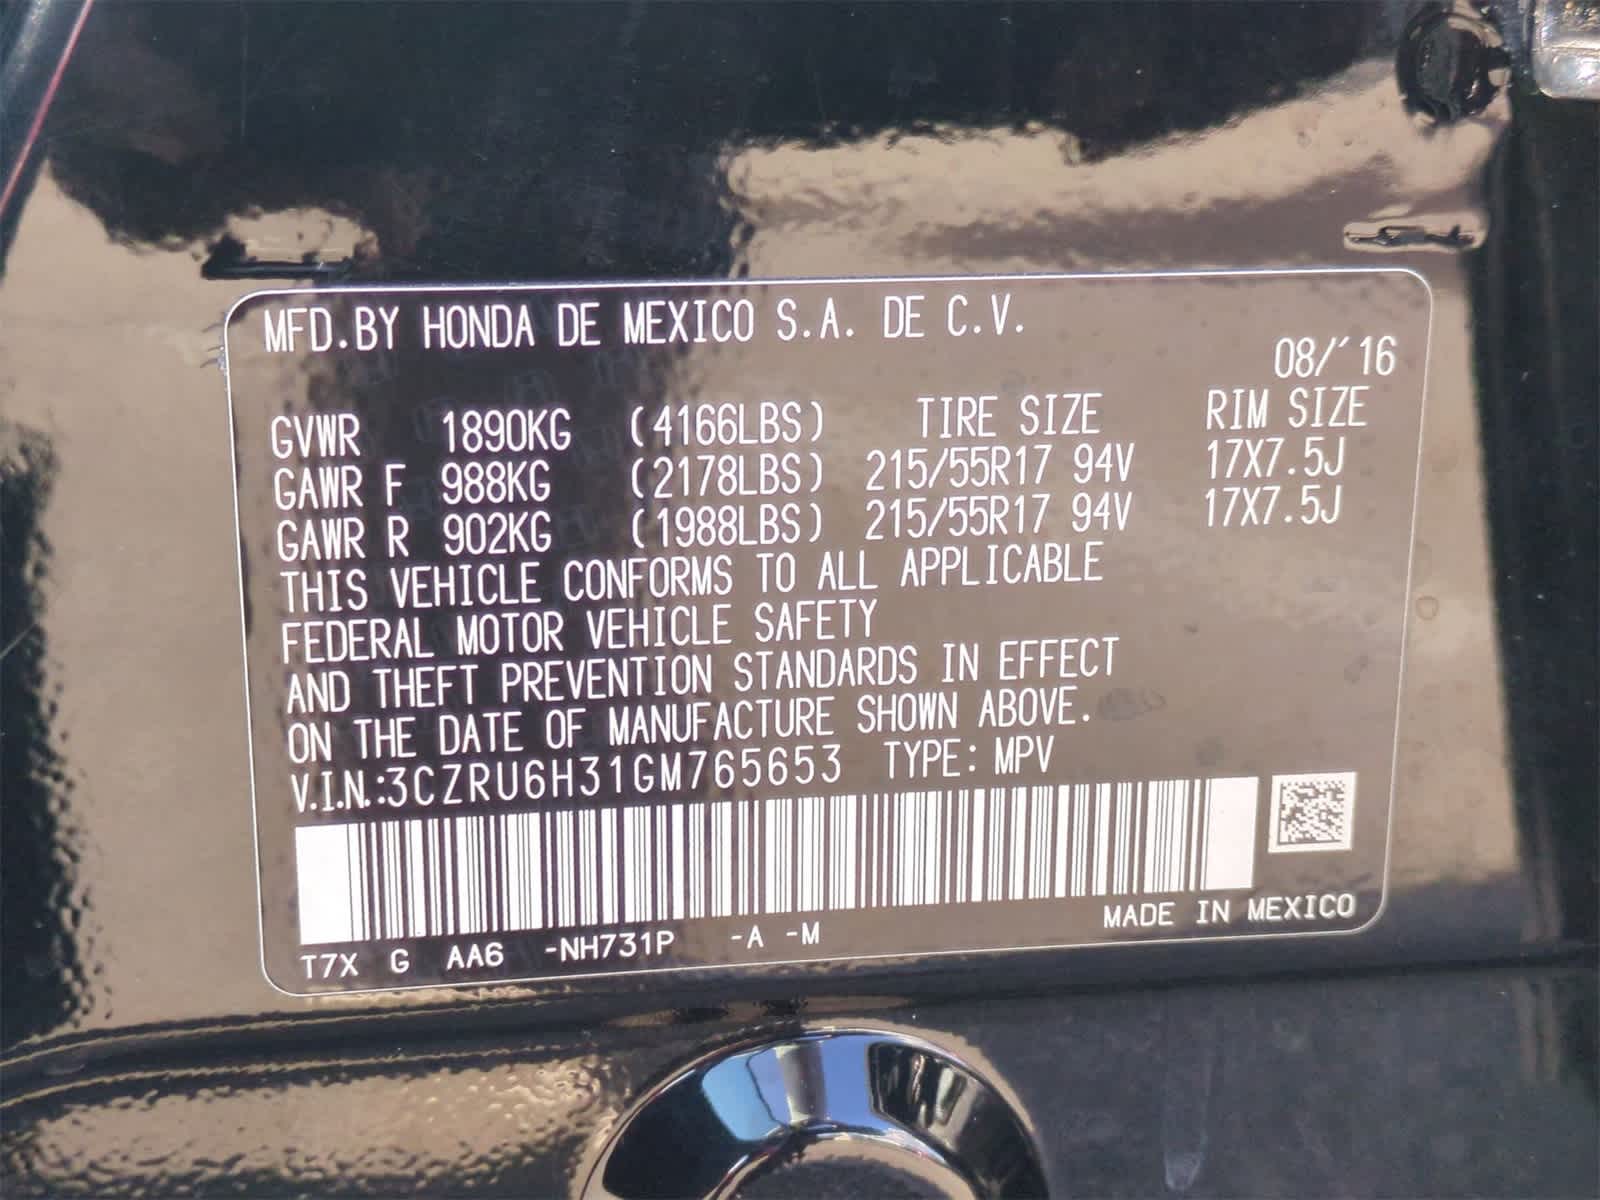 MFD.BY HONDA DE MEXICO S.A. DE C.V.
08/'16
GVWR 1890KG (4166LBS) TIRE SIZE RIM SIZE
GAWR F 988KG (2178LBS) 215/55R17 94V 17X7.5J
GAWR R 902KG (1988LBS) 215/55R17 94V 17X7.5J
THIS VEHICLE CONFORMS TO ALL APPLICABLE
FEDERAL MOTOR VEHICLE SAFETY
AND THEFT PREVENTION STANDARDS IN EFFECT
ON THE DATE OF MANUFACTURE SHOWN ABOVE.
V.I.N.:3CZRU6H31GM765653 TYPE: MPV
MADE IN MEXICO
T7X G AA6 -NH731P -A -M